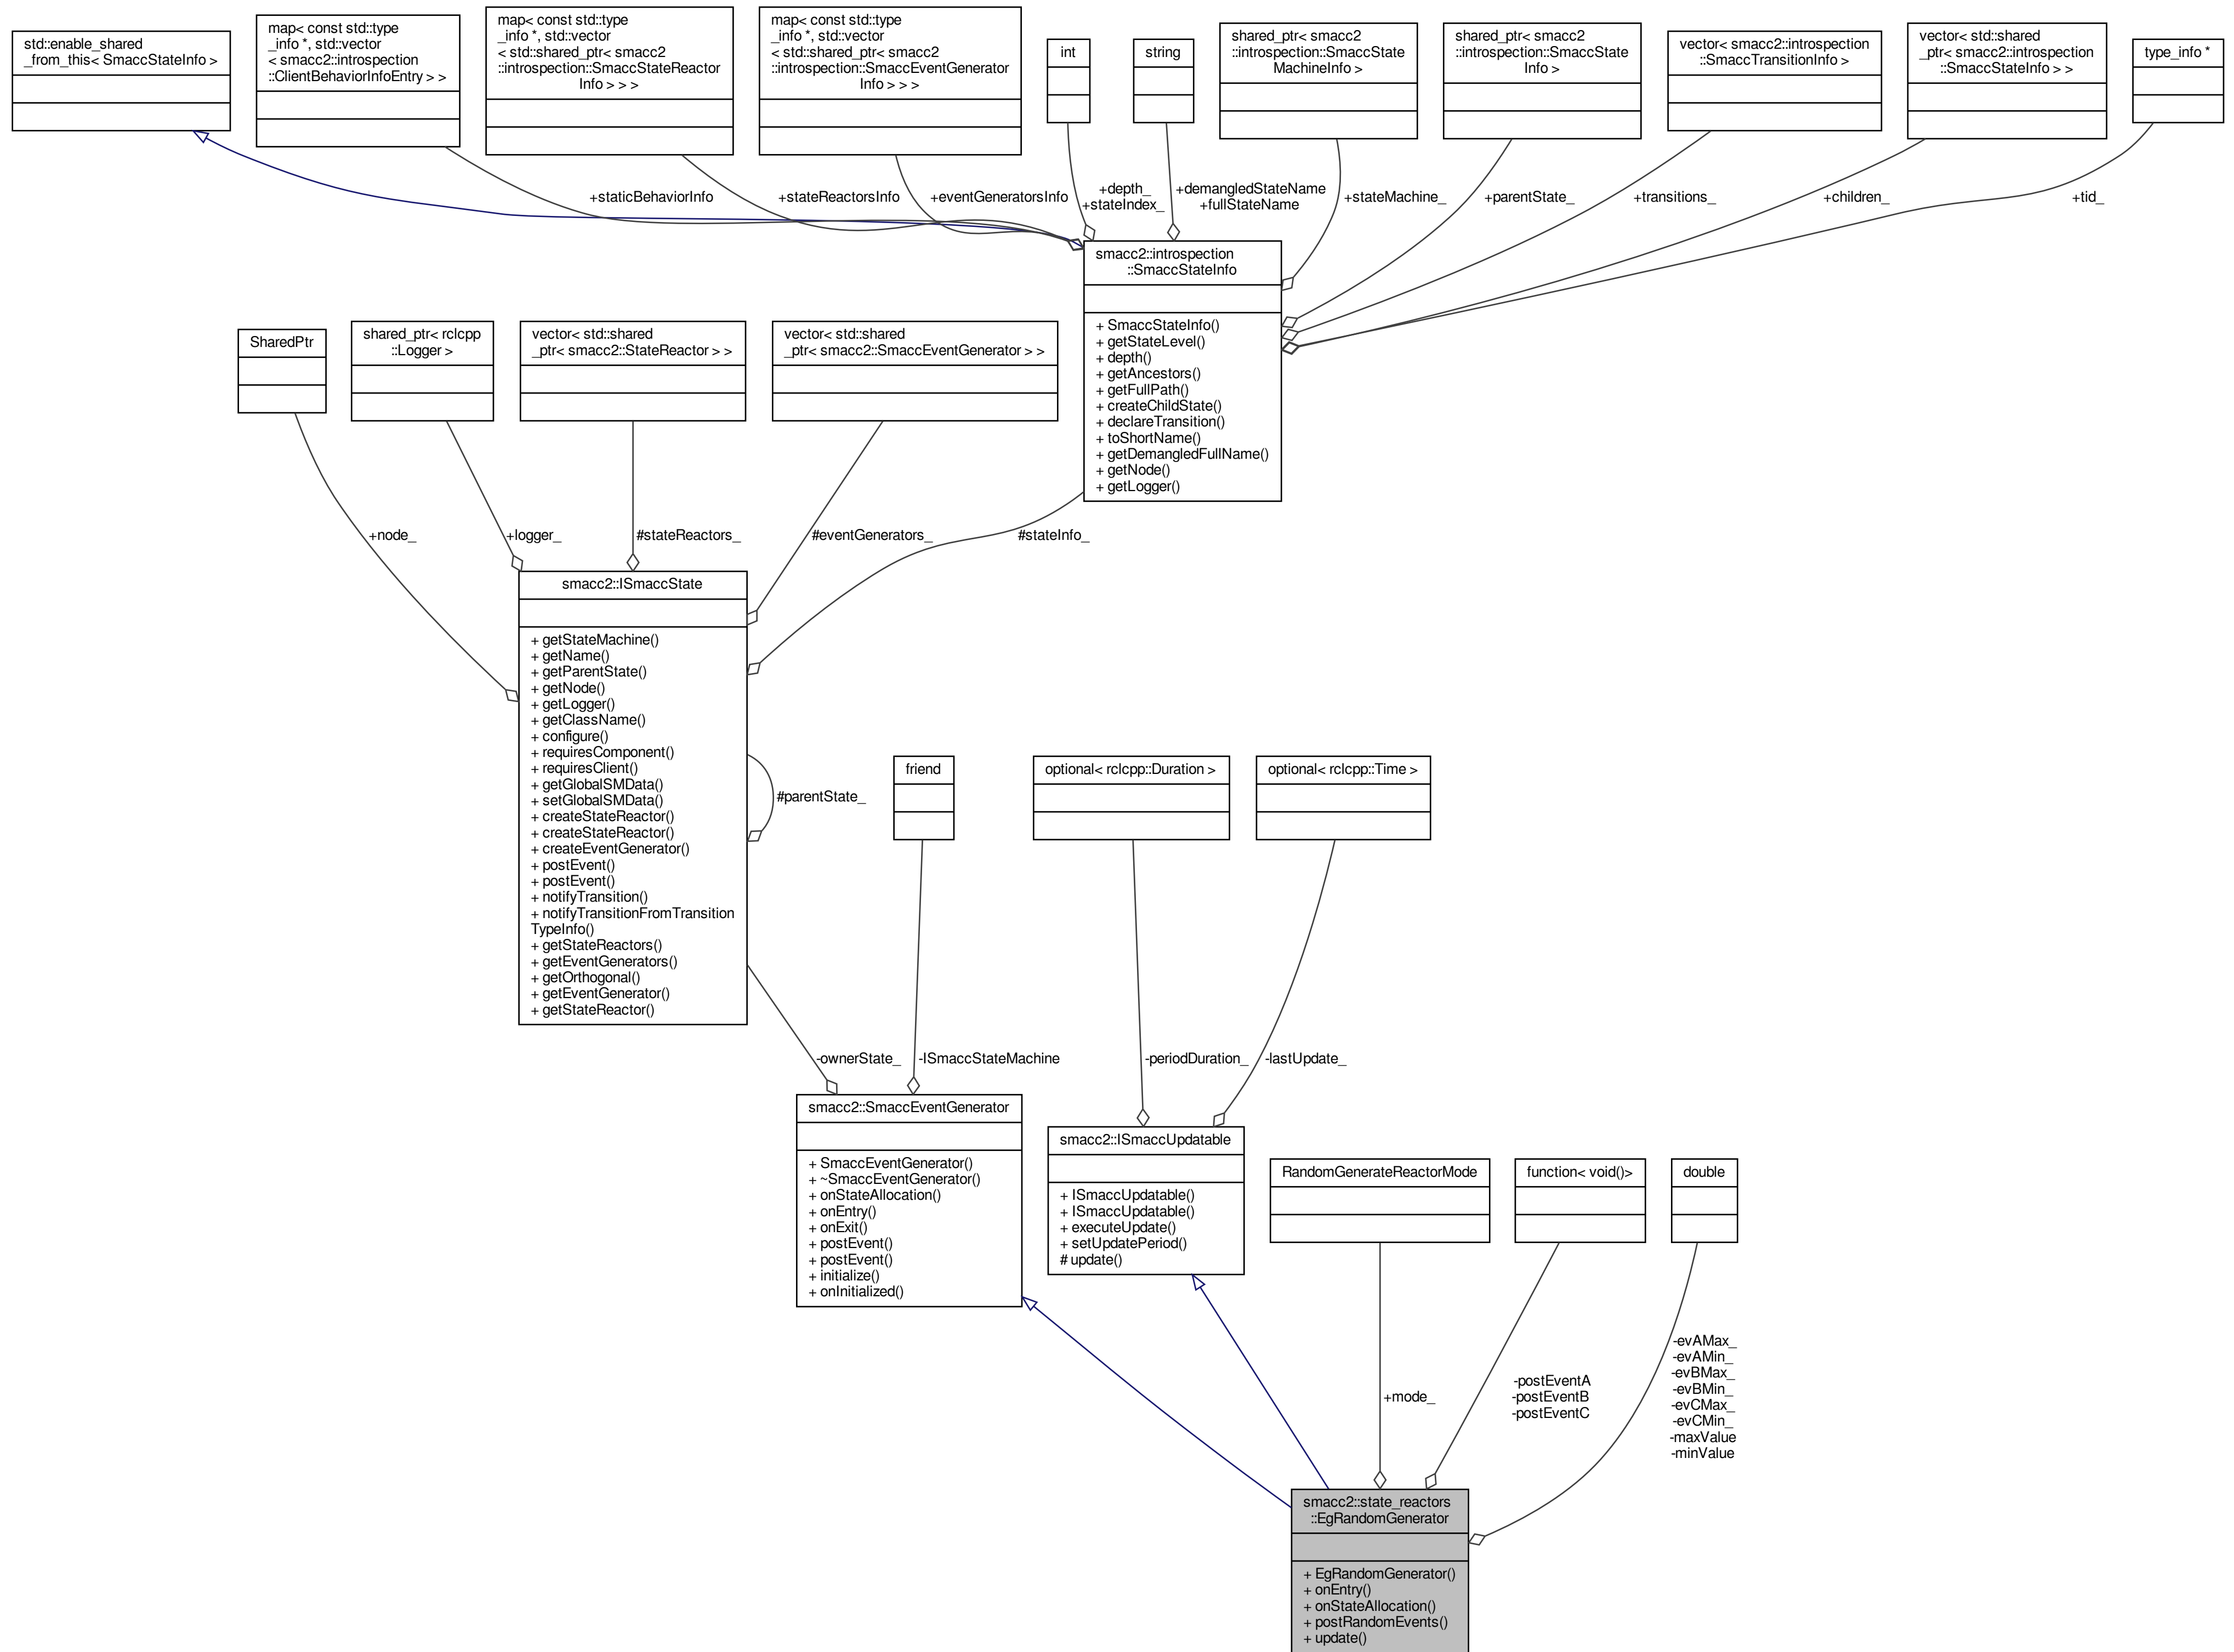 std::enable_shared
_from_this< SmaccStateInfo >
map< const std::type
_info *, std::vector
< smacc2::introspection
::ClientBehaviorInfoEntry > >
map< const std::type
_info *, std::vector
< std::shared_ptr< smacc2
::introspection::SmaccStateReactor
Info > > >
map< const std::type
_info *, std::vector
< std::shared_ptr< smacc2
::introspection::SmaccEventGenerator
Info > > >
int
string
shared_ptr< smacc2
::introspection::SmaccState
MachineInfo >
shared_ptr< smacc2
::introspection::SmaccState
Info >
vector< smacc2::introspection
::SmaccTransitionInfo >
vector< std::shared
_ptr< smacc2::introspection
::SmaccStateInfo > >
type_info *
+staticBehaviorInfo
+stateReactorsInfo
+eventGeneratorsInfo
+depth_
+stateIndex_
+demangledStateName
+fullStateName
+stateMachine_
+parentState_
+transitions_
+children_
+tid_
smacc2::introspection
::SmaccStateInfo
+ SmaccStateInfo()
+ getStateLevel()
+ depth()
+ getAncestors()
+ getFullPath()
+ createChildState()
+ declareTransition()
+ toShortName()
+ getDemangledFullName()
+ getNode()
+ getLogger()
SharedPtr
shared_ptr< rclcpp
::Logger >
vector< std::shared
_ptr< smacc2::StateReactor > >
vector< std::shared
_ptr< smacc2::SmaccEventGenerator > >
+node_
+logger_
#stateReactors_
#eventGenerators_
#stateInfo_
smacc2::ISmaccState
+ getStateMachine()
+ getName()
+ getParentState()
+ getNode()
+ getLogger()
+ getClassName()
+ configure()
+ requiresComponent()
+ requiresClient()
+ getGlobalSMData()
+ setGlobalSMData()
+ createStateReactor()
+ createStateReactor()
+ createEventGenerator()
+ postEvent()
+ postEvent()
+ notifyTransition()
+ notifyTransitionFromTransition
TypeInfo()
+ getStateReactors()
+ getEventGenerators()
+ getOrthogonal()
+ getEventGenerator()
+ getStateReactor()
#parentState_
friend
optional< rclcpp::Duration >
optional< rclcpp::Time >
-ownerState_
-ISmaccStateMachine
-periodDuration_
-lastUpdate_
smacc2::SmaccEventGenerator
+ SmaccEventGenerator()
+ ~SmaccEventGenerator()
+ onStateAllocation()
+ onEntry()
+ onExit()
+ postEvent()
+ postEvent()
+ initialize()
+ onInitialized()
smacc2::ISmaccUpdatable
+ ISmaccUpdatable()
+ ISmaccUpdatable()
+ executeUpdate()
+ setUpdatePeriod()
# update()
RandomGenerateReactorMode
function< void()>
double
+mode_
-postEventA
-postEventB
-postEventC
-evAMax_
-evAMin_
-evBMax_
-evBMin_
-evCMax_
-evCMin_
-maxValue
-minValue
smacc2::state_reactors
::EgRandomGenerator
+ EgRandomGenerator()
+ onEntry()
+ onStateAllocation()
+ postRandomEvents()
+ update()